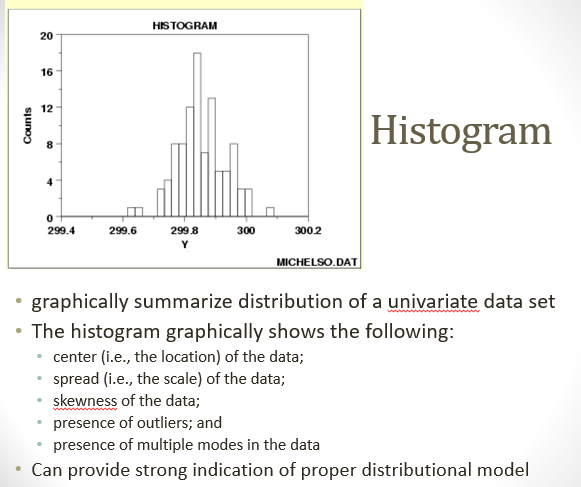 HISTOGRAM
20
16
12
8
4
0
Counts
299.4 299.6 299.8 300 300.2
Y
MICHELSO.DAT
Histogram
• graphically summarize distribution of a univariate data set
• The histogram graphically shows the following:
• center (i.e., the location) of the data;
• spread (i.e., the scale) of the data;
• skewness of the data;
• presence of outliers; and
• presence of multiple modes in the data
• Can provide strong indication of proper distributional model